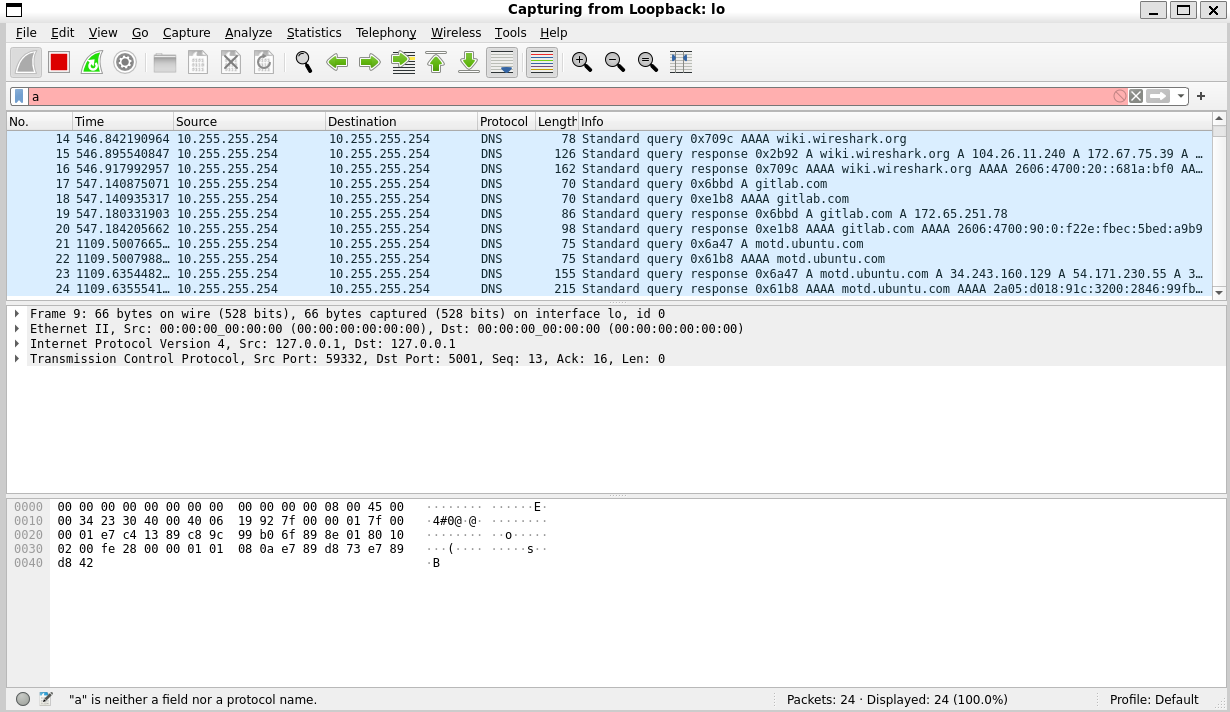 Capturing from Loopback: lo
File Edit View Go Capture Analyze Statistics Telephony Wireless Tools Help
a
No. Time Source Destination Protocol Length Info
14 546.842190964 10.255.255.254 10.255.255.254 DNS 78 Standard query 0x709c AAAA wiki.wireshark.org
15 546.895540847 10.255.255.254 10.255.255.254 DNS 126 Standard query response 0x2b92 A wiki.wireshark.org A 104.26.11.240 A 172.67.75.39 A …
16 546.917992957 10.255.255.254 10.255.255.254 DNS 162 Standard query response 0x709c AAAA wiki.wireshark.org AAAA 2606:4700:20::681a:bf0 AA…
17 547.140875071 10.255.255.254 10.255.255.254 DNS 70 Standard query 0x6bbd A gitlab.com
18 547.140935317 10.255.255.254 10.255.255.254 DNS 70 Standard query 0xe1b8 AAAA gitlab.com
19 547.180331903 10.255.255.254 10.255.255.254 DNS 86 Standard query response 0x6bbd A gitlab.com A 172.65.251.78
20 547.184205662 10.255.255.254 10.255.255.254 DNS 98 Standard query response 0xe1b8 AAAA gitlab.com AAAA 2606:4700:90:0:f22e:fbec:5bed:a9b9
21 1109.5007665… 10.255.255.254 10.255.255.254 DNS 75 Standard query 0x6a47 A motd.ubuntu.com
22 1109.5007988… 10.255.255.254 10.255.255.254 DNS 75 Standard query 0x61b8 AAAA motd.ubuntu.com
23 1109.6354482… 10.255.255.254 10.255.255.254 DNS 155 Standard query response 0x6a47 A motd.ubuntu.com A 34.243.160.129 A 54.171.230.55 A 3…
24 1109.6355541… 10.255.255.254 10.255.255.254 DNS 215 Standard query response 0x61b8 AAAA motd.ubuntu.com AAAA 2a05:d018:91c:3200:2846:99fb…
Frame 9: 66 bytes on wire (528 bits), 66 bytes captured (528 bits) on interface lo, id 0
Ethernet II, Src: 00:00:00_00:00:00 (00:00:00:00:00:00), Dst: 00:00:00_00:00:00 (00:00:00:00:00:00)
Internet Protocol Version 4, Src: 127.0.0.1, Dst: 127.0.0.1
Transmission Control Protocol, Src Port: 59332, Dst Port: 5001, Seq: 13, Ack: 16, Len: 0
0000 00 00 00 00 00 00 00 00 00 00 00 00 08 00 45 00 ········ ······E·
0010 00 34 23 30 40 00 40 06 19 92 7f 00 00 01 7f 00 ·4#0@·@· ········
0020 00 01 e7 c4 13 89 c8 9c 99 b0 6f 89 8e 01 80 10 ········ ··o·····
0030 02 00 fe 28 00 00 01 01 08 0a e7 89 d8 73 e7 89 ···(···· ·····s··
0040 d8 42 ·B
"a" is neither a field nor a protocol name. Packets: 24 · Displayed: 24 (100.0%) Profile: Default